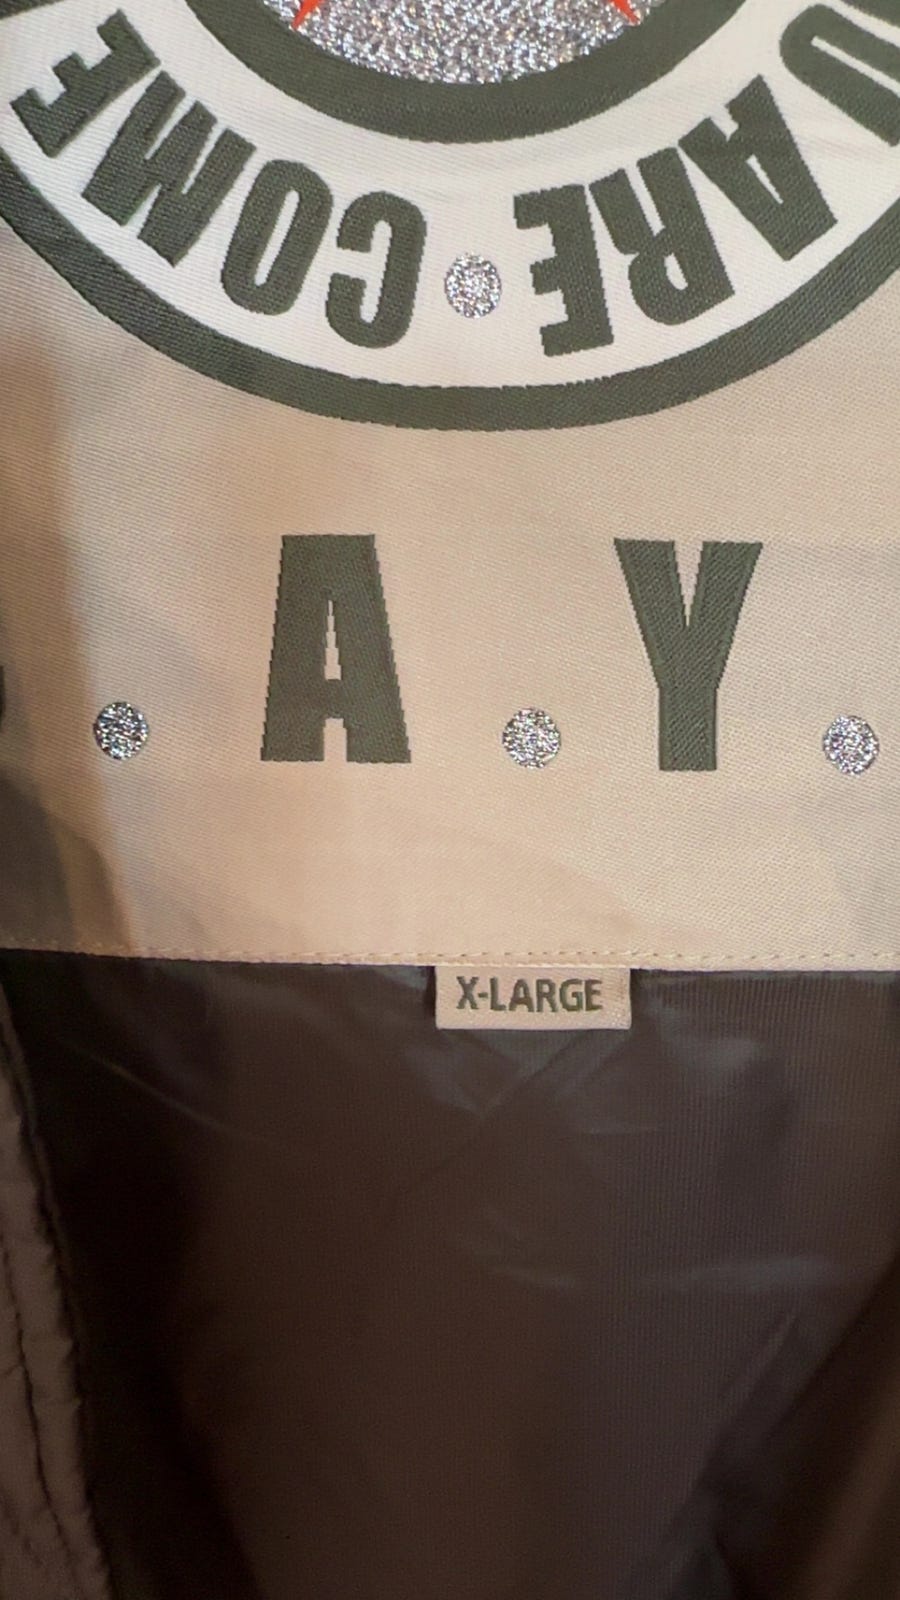 U ARE • COME
. A . Y .
X-LARGE